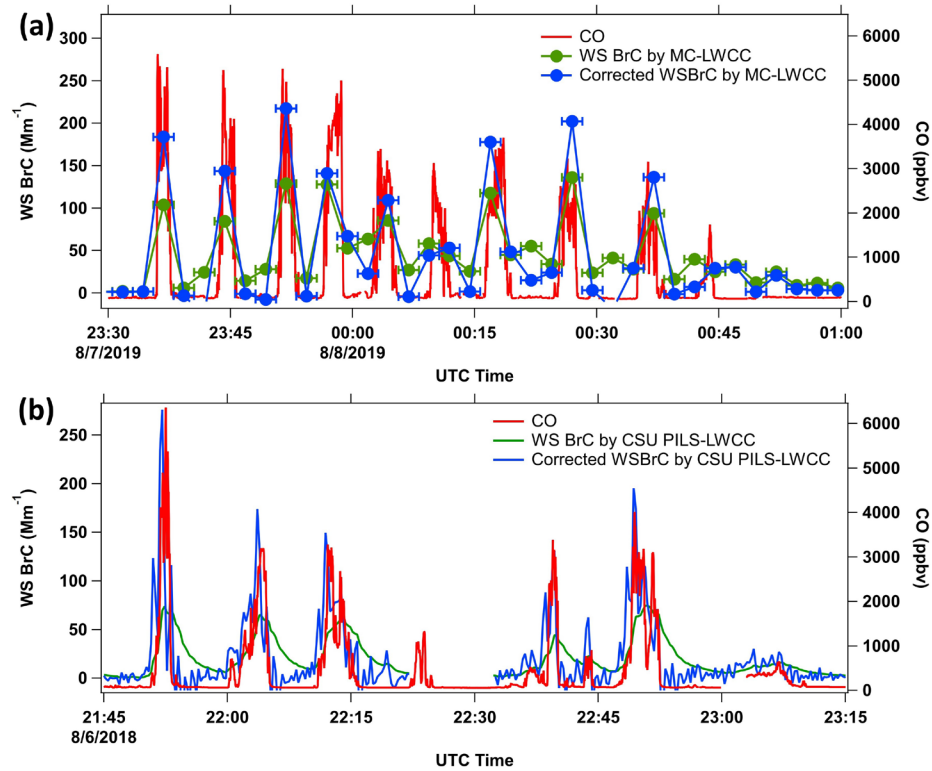 (a)
300
250
200
150
100
50
0
WS BrC (Mm⁻¹)
CO
WS BrC by MC-LWCC
Corrected WSBrC by MC-LWCC
6000
5000
4000
3000
2000
1000
0
CO (ppbv)
23:30 23:45 00:00 00:15 00:30 00:45 01:00
8/7/2019 8/8/2019
UTC Time
(b)
250
200
150
100
50
0
WS BrC (Mm⁻¹)
CO
WS BrC by CSU PILS-LWCC
Corrected WSBrC by CSU PILS-LWCC
6000
5000
4000
3000
2000
1000
0
CO (ppbv)
21:45 22:00 22:15 22:30 22:45 23:00 23:15
8/6/2018
UTC Time